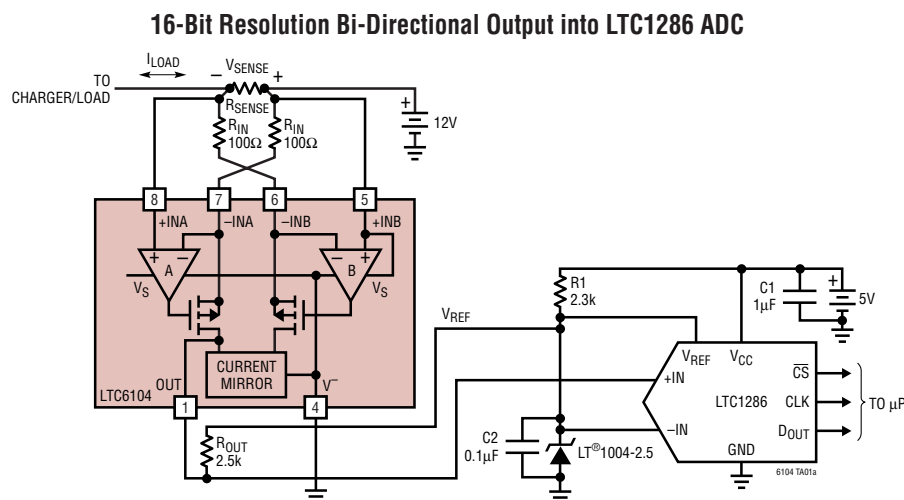 16-Bit Resolution Bi-Directional Output into LTC1286 ADC
ILOAD
− VSENSE +
TO
CHARGER/LOAD
RSENSE
+
12V
RIN
100Ω
RIN
100Ω
8
7
6
5
+INA
−INA
−INB
+INB
+ −
− +
A
B
VS
VS
CURRENT
MIRROR
OUT
V−
LTC6104
1
4
ROUT
2.5k
VREF
R1
2.3k
C1
1μF
+
5V
VREF
VCC
+IN
−IN
LTC1286
CS
CLK
DOUT
GND
TO μP
C2
0.1μF
LT®1004-2.5
6104 TA01a